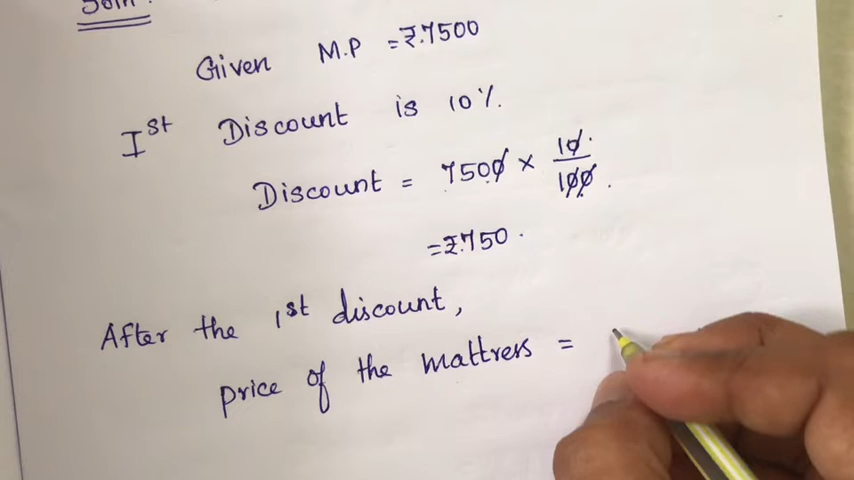 Soln:
Given M.P = ₹.7500
Ist Discount is 10%.
Discount = 7500 × 10/100.
= ₹.750.
After the 1st discount,
price of the mattress =